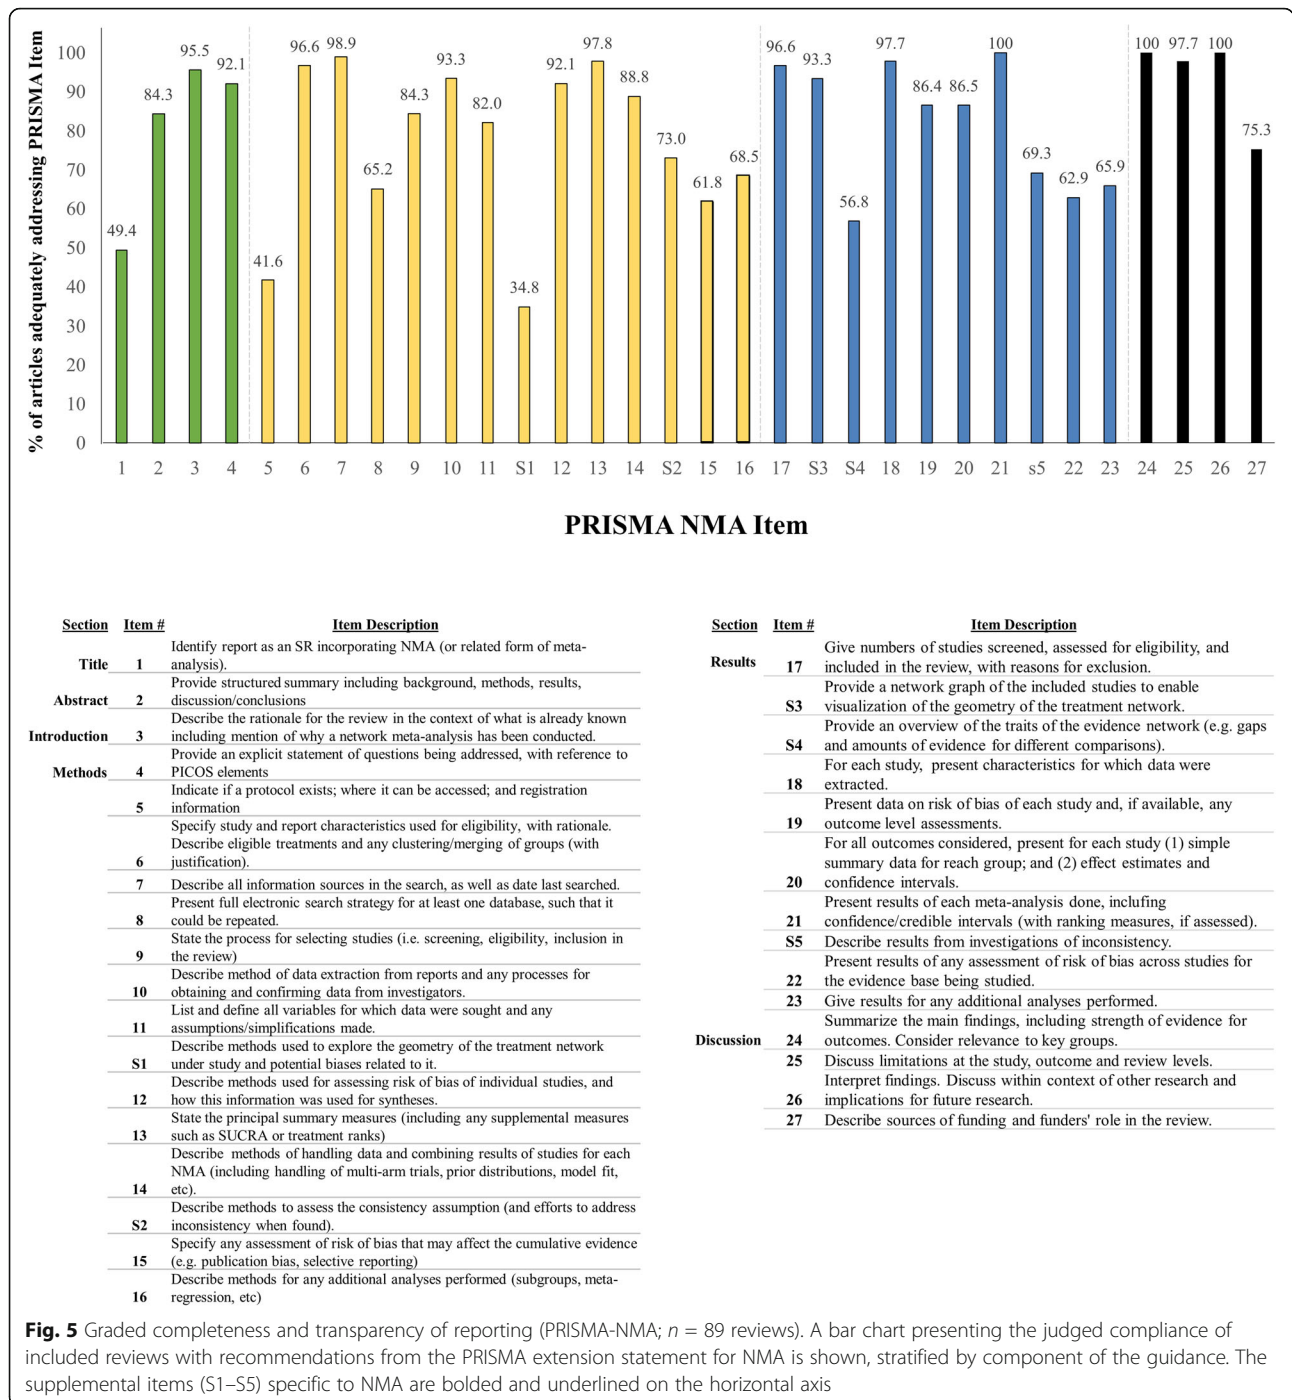 % of articles adequately addressing PRISMA Item
100
90
80
70
60
50
40
30
20
10
0
49.4
84.3
95.5
92.1
41.6
96.6
98.9
65.2
84.3
93.3
82.0
34.8
92.1
97.8
88.8
73.0
61.8
68.5
96.6
93.3
56.8
97.7
86.4
86.5
100
69.3
62.9
65.9
100
97.7
100
75.3
1 2 3 4 5 6 7 8 9 10 11 S1 12 13 14 S2 15 16 17 S3 S4 18 19 20 21 s5 22 23 24 25 26 27
PRISMA NMA Item
Section Item # Item Description
Identify report as an SR incorporating NMA (or related form of meta-
Title 1 analysis).
Provide structured summary including background, methods, results,
Abstract 2 discussion/conclusions
Describe the rationale for the review in the context of what is already known
Introduction 3 including mention of why a network meta-analysis has been conducted.
Provide an explicit statement of questions being addressed, with reference to
Methods 4 PICOS elements
Indicate if a protocol exists; where it can be accessed; and registration
5 information
Specify study and report characteristics used for eligibility, with rationale.
Describe eligible treatments and any clustering/merging of groups (with
6 justification).
7 Describe all information sources in the search, as well as date last searched.
Present full electronic search strategy for at least one database, such that it
8 could be repeated.
State the process for selecting studies (i.e. screening, eligibility, inclusion in
9 the review)
Describe method of data extraction from reports and any processes for
10 obtaining and confirming data from investigators.
List and define all variables for which data were sought and any
11 assumptions/simplifications made.
Describe methods used to explore the geometry of the treatment network
S1 under study and potential biases related to it.
Describe methods used for assessing risk of bias of individual studies, and
12 how this information was used for syntheses.
State the principal summary measures (including any supplemental measures
13 such as SUCRA or treatment ranks)
Describe methods of handling data and combining results of studies for each
NMA (including handling of multi-arm trials, prior distributions, model fit,
14 etc).
Describe methods to assess the consistency assumption (and efforts to address
S2 inconsistency when found).
Specify any assessment of risk of bias that may affect the cumulative evidence
15 (e.g. publication bias, selective reporting)
Describe methods for any additional analyses performed (subgroups, meta-
16 regression, etc)
Section Item # Item Description
Give numbers of studies screened, assessed for eligibility, and
Results 17 included in the review, with reasons for exclusion.
Provide a network graph of the included studies to enable
S3 visualization of the geometry of the treatment network.
Provide an overview of the traits of the evidence network (e.g. gaps
S4 and amounts of evidence for different comparisons).
For each study, present characteristics for which data were
18 extracted.
Present data on risk of bias of each study and, if available, any
19 outcome level assessments.
For all outcomes considered, present for each study (1) simple
summary data for reach group; and (2) effect estimates and
20 confidence intervals.
Present results of each meta-analysis done, inclufing
21 confidence/credible intervals (with ranking measures, if assessed).
S5 Describe results from investigations of inconsistency.
Present results of any assessment of risk of bias across studies for
22 the evidence base being studied.
23 Give results for any additional analyses performed.
Summarize the main findings, including strength of evidence for
Discussion 24 outcomes. Consider relevance to key groups.
25 Discuss limitations at the study, outcome and review levels.
Interpret findings. Discuss within context of other research and
26 implications for future research.
27 Describe sources of funding and funders' role in the review.
Fig. 5 Graded completeness and transparency of reporting (PRISMA-NMA; n = 89 reviews). A bar chart presenting the judged compliance of
included reviews with recommendations from the PRISMA extension statement for NMA is shown, stratified by component of the guidance. The
supplemental items (S1–S5) specific to NMA are bolded and underlined on the horizontal axis